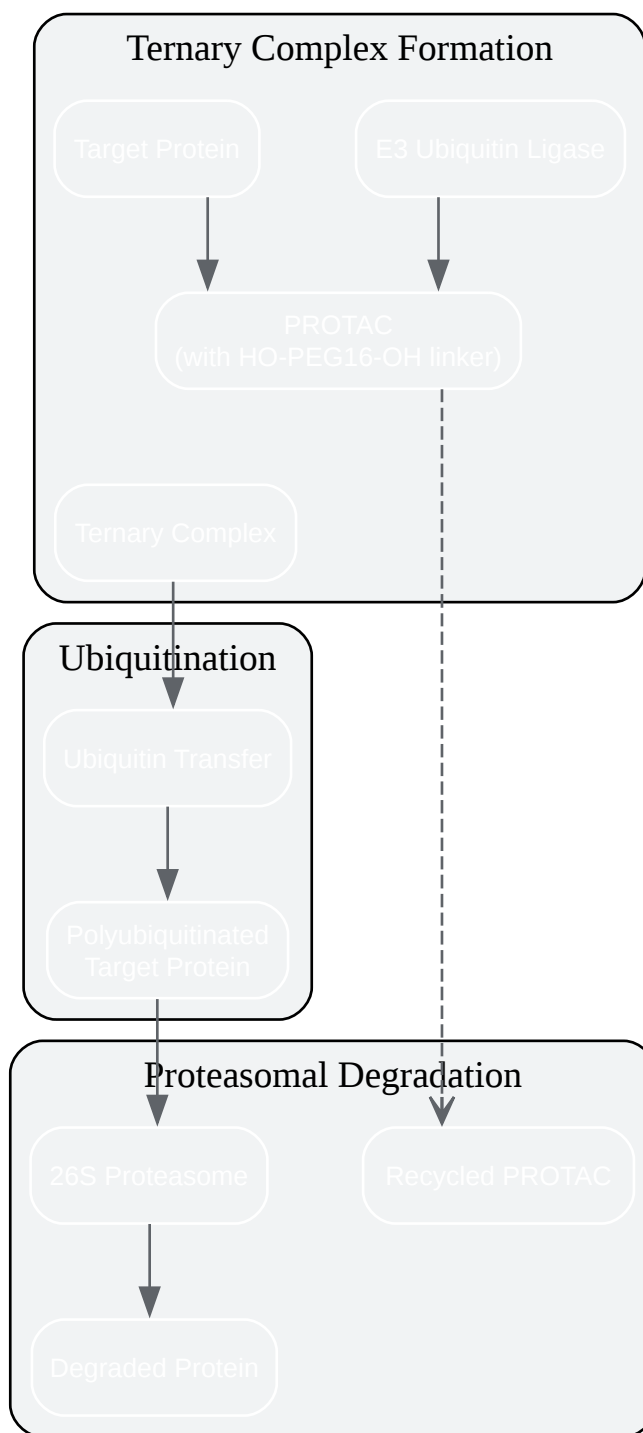 Ternary Complex Formation
Target Protein
E3 Ubiquitin Ligase
PROTAC
(with HO-PEG16-OH linker)
Ternary Complex
Ubiquitination
Ubiquitin Transfer
Polyubiquitinated
Target Protein
Proteasomal Degradation
26S Proteasome
Recycled PROTAC
Degraded Protein